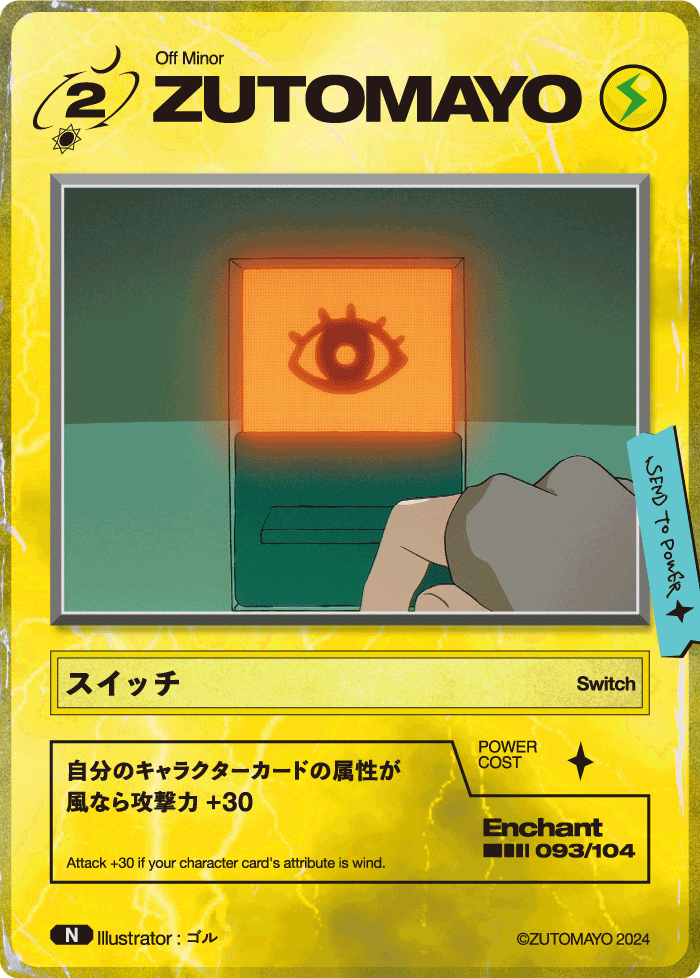 Off Minor
2 ZUTOMAYO
SEND TO POWER
スイッチ
Switch
自分のキャラクターカードの属性が
風なら攻撃力 +30
Attack +30 if your character card's attribute is wind.
POWER
COST
Enchant
093/104
N Illustrator : ゴル
©ZUTOMAYO 2024